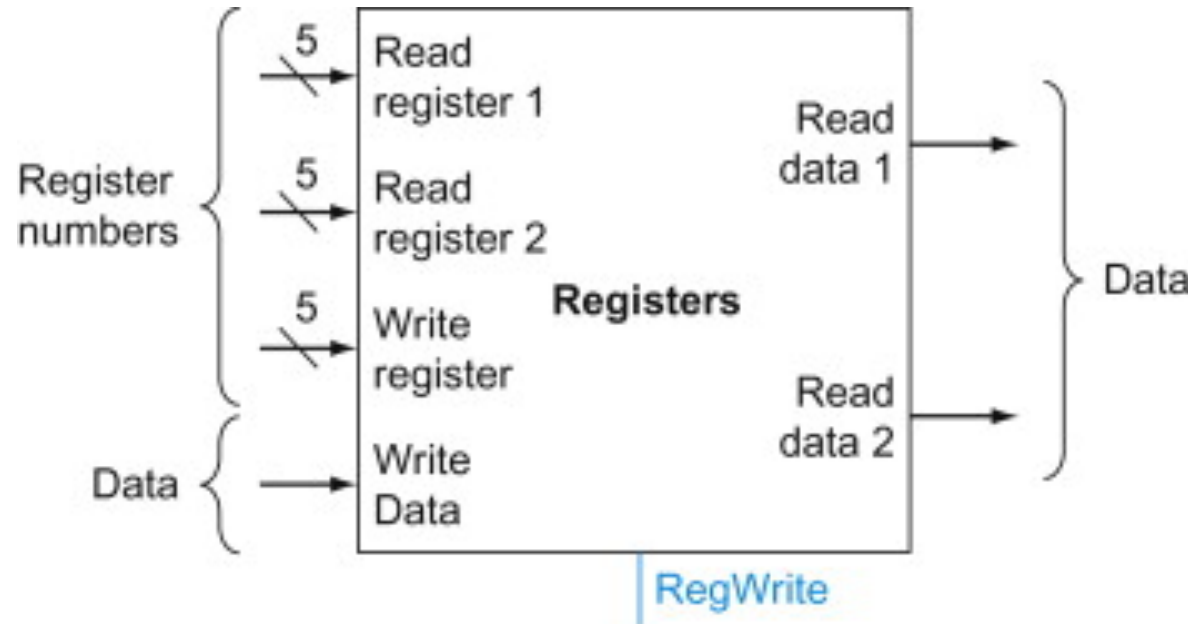 Register
numbers
5
Read
register 1
5
Read
register 2
5
Write
register
Data
Write
Data
Registers
Read
data 1
Read
data 2
Data
RegWrite